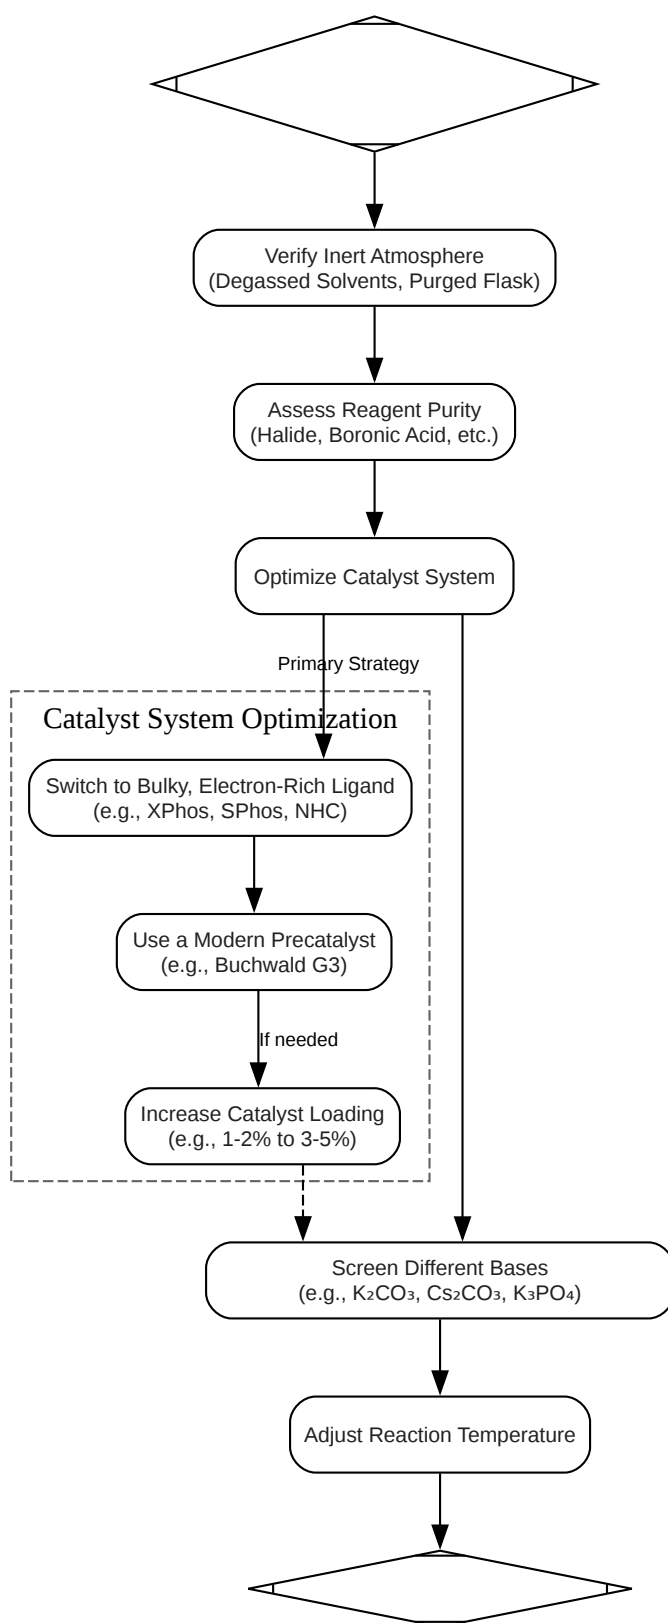 Verify Inert Atmosphere
(Degassed Solvents, Purged Flask)
Assess Reagent Purity
(Halide, Boronic Acid, etc.)
Optimize Catalyst System
Primary Strategy
Catalyst System Optimization
Switch to Bulky, Electron-Rich Ligand
(e.g., XPhos, SPhos, NHC)
Use a Modern Precatalyst
(e.g., Buchwald G3)
If needed
Increase Catalyst Loading
(e.g., 1-2% to 3-5%)
Screen Different Bases
(e.g., K₂CO₃, Cs₂CO₃, K₃PO₄)
Adjust Reaction Temperature